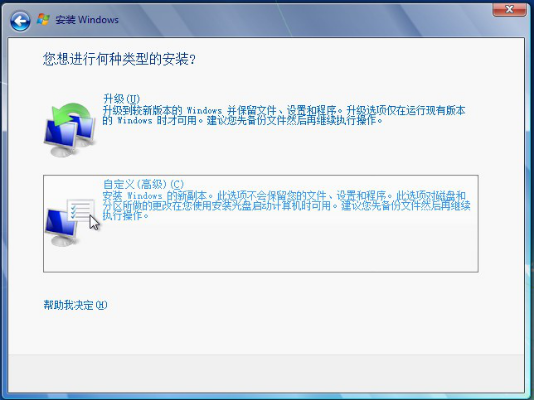 安装 Windows
您想进行何种类型的安装?
升级(U)
升级到较新版本的 Windows 并保留文件、设置和程序。升级选项仅在运行现有版本
的 Windows 时才可用。建议您先备份文件然后再继续执行操作。
自定义(高级)(C)
安装 Windows 的新副本。此选项不会保留您的文件、设置和程序。此选项对磁盘和
分区所做的更改在您使用安装光盘启动计算机时可用。建议您先备份文件然后再继续
执行操作。
帮助我决定(H)